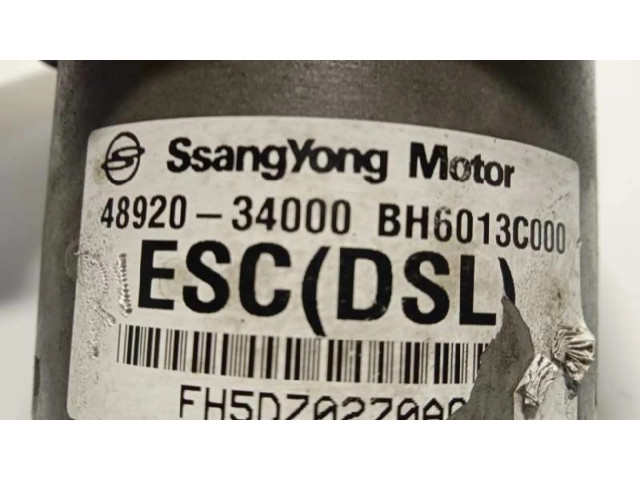 SsangYong Motor
48920-34000 BH6013C000
ESC(DSL)